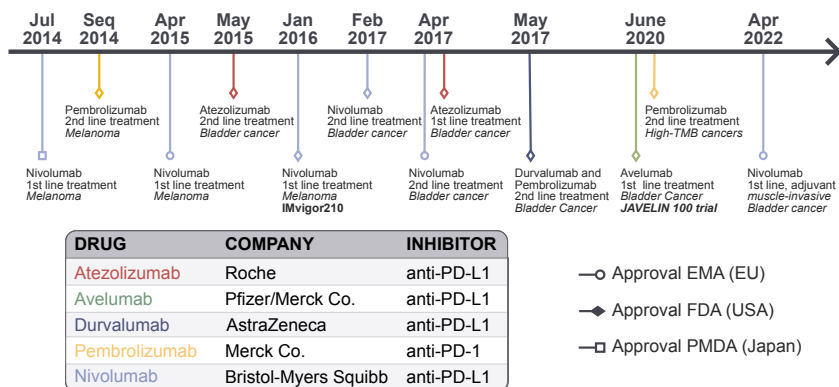 Jul 2014
Seq 2014
Apr 2015
May 2015
Jan 2016
Feb 2017
Apr 2017
May 2017
June 2020
Apr 2022
Pembrolizumab
2nd line treatment
Melanoma
Atezolizumab
2nd line treatment
Bladder cancer
Nivolumab
2nd line treatment
Bladder cancer
Atezolizumab
1st line treatment
Bladder cancer
Pembrolizumab
2nd line treatment
High-TMB cancers
Nivolumab
1st line treatment
Melanoma
Nivolumab
1st line treatment
Melanoma
Nivolumab
1st line treatment
Melanoma
IMvigor210
Nivolumab
2nd line treatment
Bladder cancer
Durvalumab and
Pembrolizumab
2nd line treatment
Bladder Cancer
Avelumab
1st line treatment
Bladder Cancer
JAVELIN 100 trial
Nivolumab
1st line, adjuvant
muscle-invasive
Bladder cancer
DRUG COMPANY INHIBITOR
Atezolizumab Roche anti-PD-L1
Avelumab Pfizer/Merck Co. anti-PD-L1
Durvalumab AstraZeneca anti-PD-L1
Pembrolizumab Merck Co. anti-PD-1
Nivolumab Bristol-Myers Squibb anti-PD-L1
Approval EMA (EU)
Approval FDA (USA)
Approval PMDA (Japan)